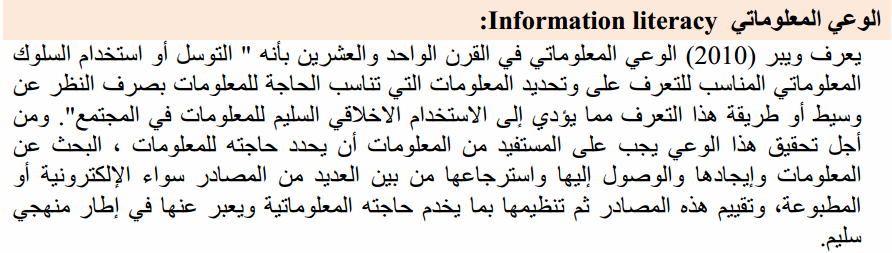 الوعي المعلوماتي Information literacy:
يعرف ويبر (2010) الوعي المعلوماتي في القرن الواحد والعشرين بأنه " التوسل أو استخدام السلوك
المعلوماتي المناسب للتعرف على وتحديد المعلومات التي تناسب الحاجة للمعلومات بصرف النظر عن
وسيط أو طريقة هذا التعرف مما يؤدي إلى الاستخدام الاخلاقي السليم للمعلومات في المجتمع". ومن
أجل تحقيق هذا الوعي يجب على المستفيد من المعلومات أن يحدد حاجته للمعلومات ، البحث عن
المعلومات وإيجادها والوصول إليها واسترجاعها من بين العديد من المصادر سواء الإلكترونية أو
المطبوعة، وتقييم هذه المصادر ثم تنظيمها بما يخدم حاجته المعلوماتية ويعبر عنها في إطار منهجي
سليم.